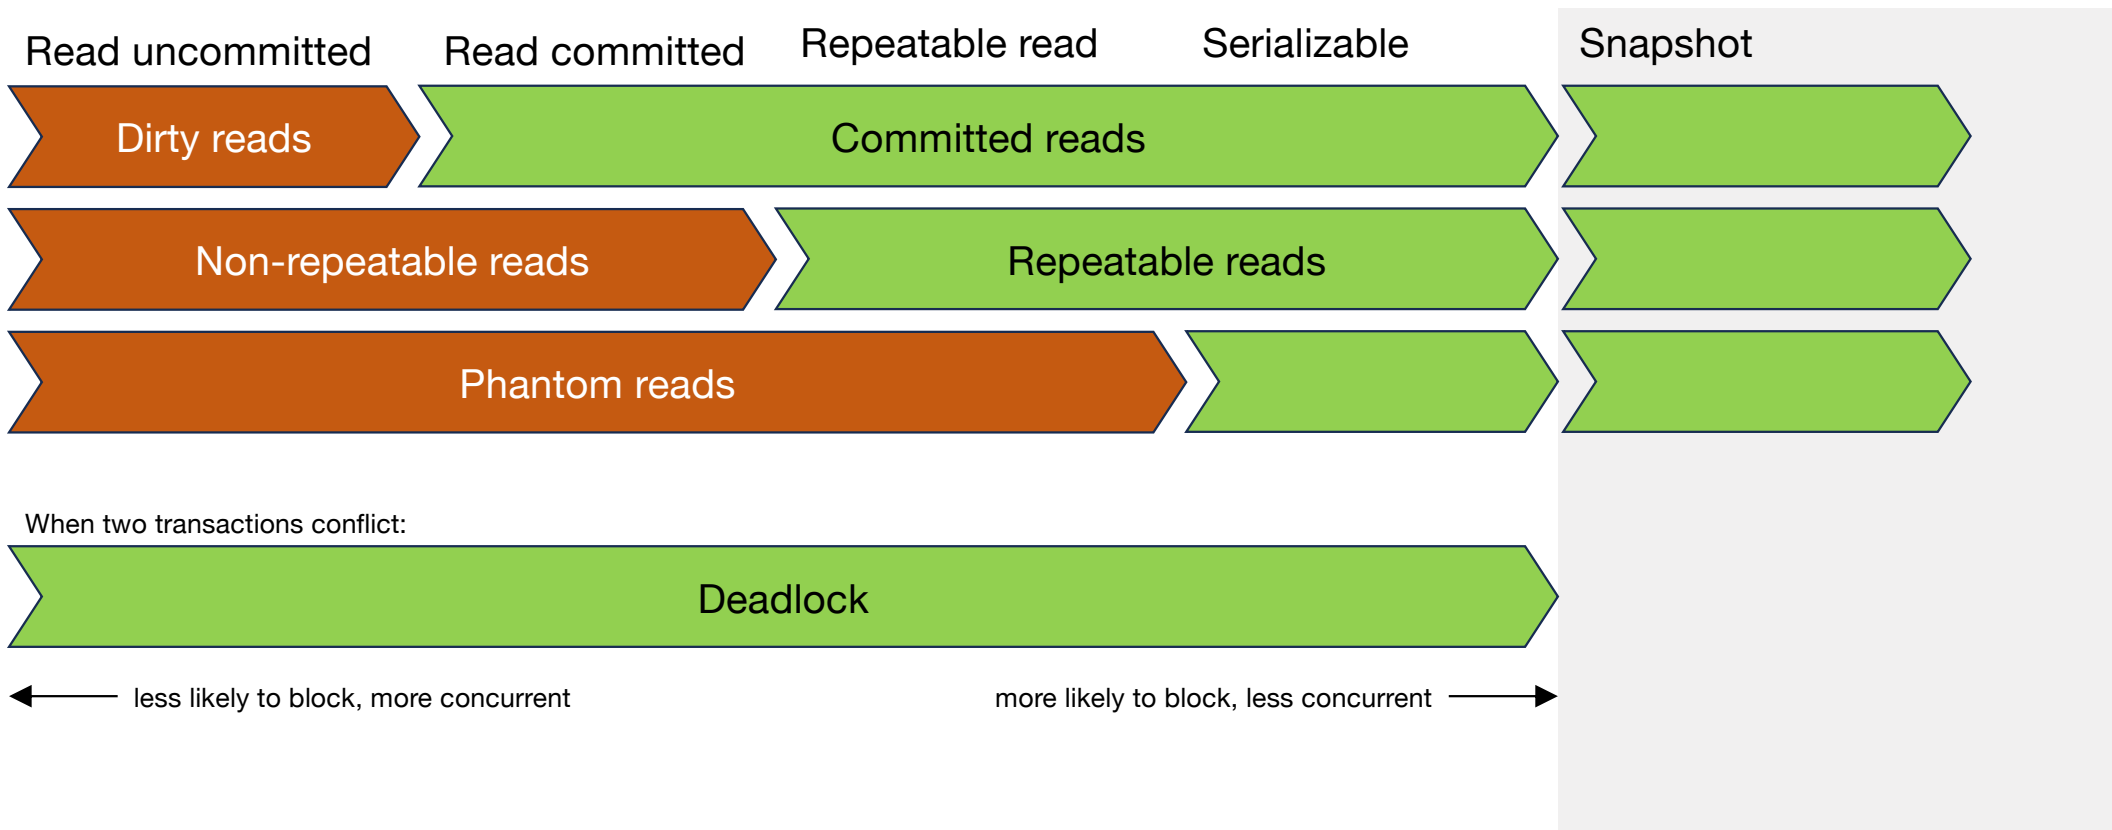 Read uncommitted
Read committed
Repeatable read
Serializable
Snapshot
Dirty reads
Committed reads
Non-repeatable reads
Repeatable reads
Phantom reads
When two transactions conflict:
Deadlock
less likely to block, more concurrent
more likely to block, less concurrent